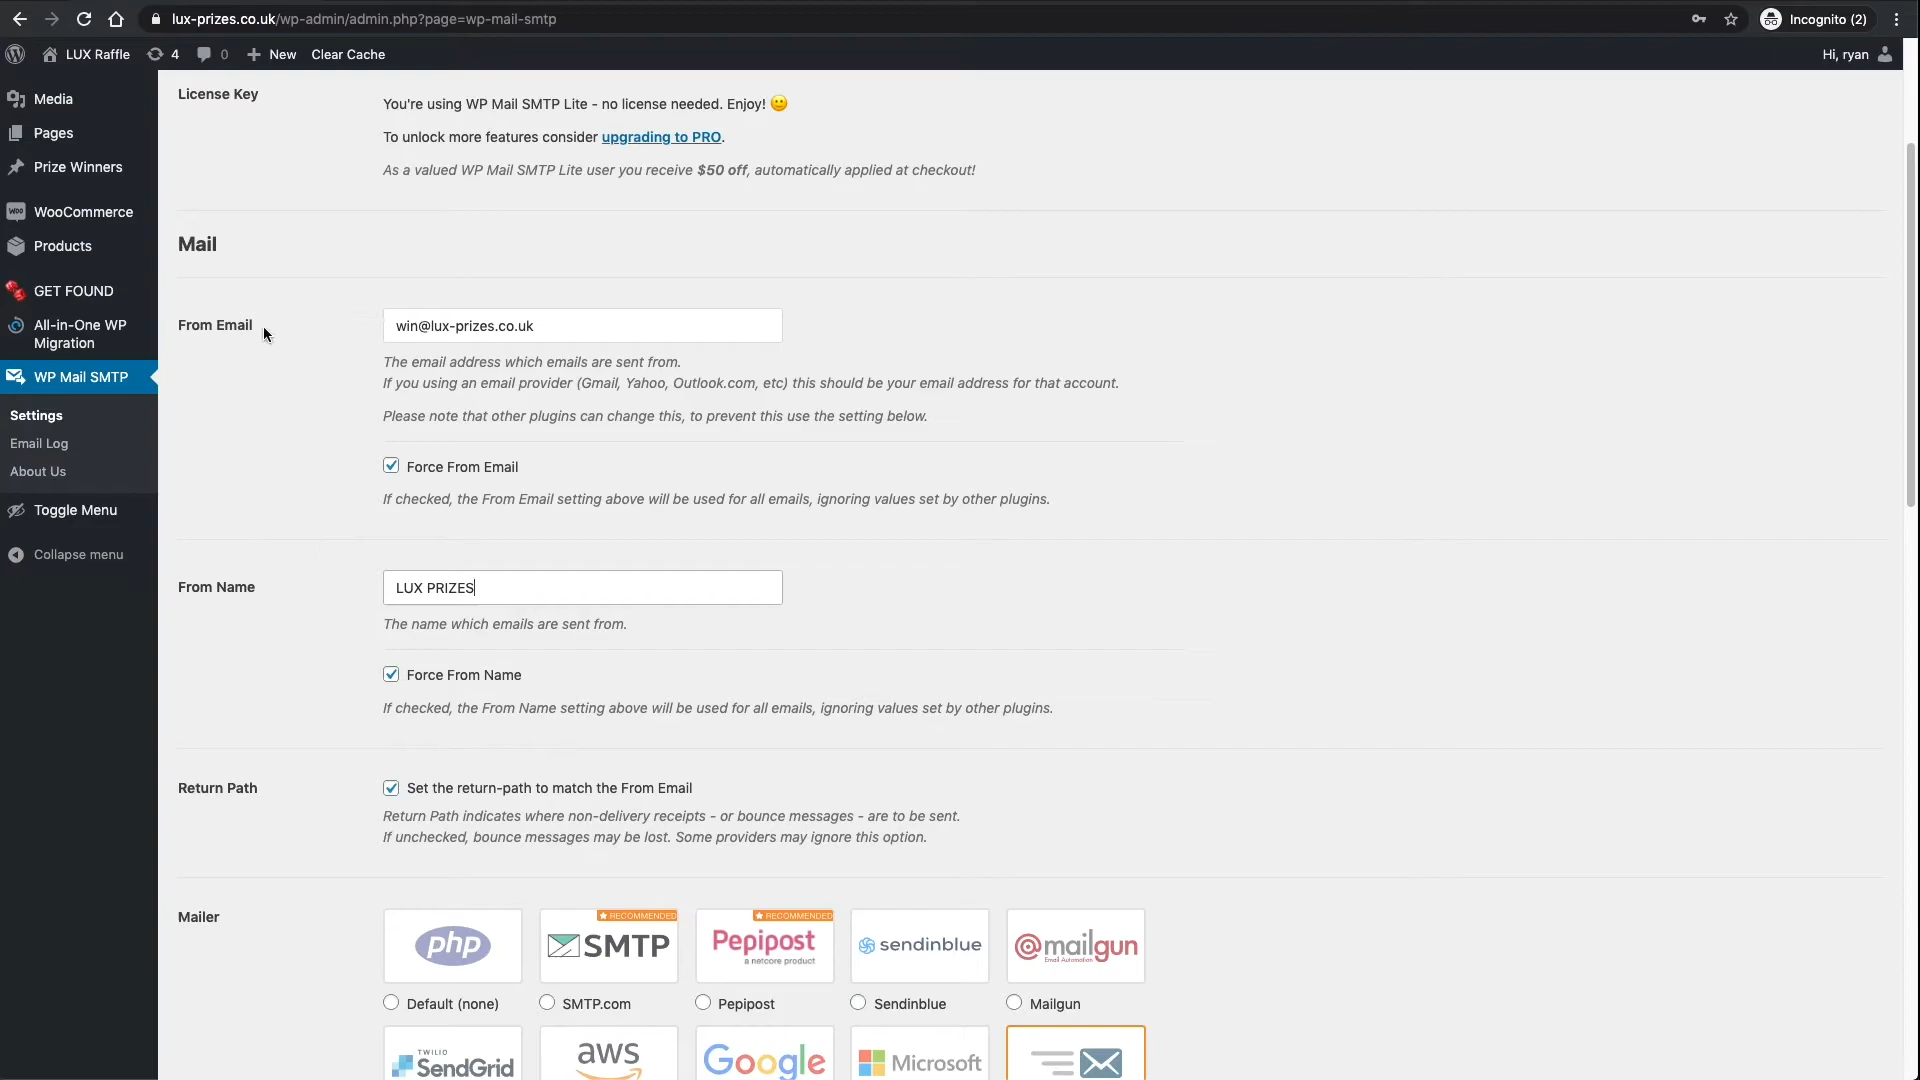 lux-prizes.co.uk/wp-admin/admin.php?page=wp-mail-smtp
Incognito (2)
LUX Raffle
4
0
New
Clear Cache
Hi, ryan
Media
Pages
Prize Winners
WooCommerce
Products
GET FOUND
All-in-One WP
Migration
WP Mail SMTP
Settings
Email Log
About Us
Toggle Menu
Collapse menu
License Key
You're using WP Mail SMTP Lite - no license needed. Enjoy! 🙂
To unlock more features consider upgrading to PRO.
As a valued WP Mail SMTP Lite user you receive $50 off, automatically applied at checkout!
Mail
From Email
win@lux-prizes.co.uk
The email address which emails are sent from.
If you using an email provider (Gmail, Yahoo, Outlook.com, etc) this should be your email address for that account.
Please note that other plugins can change this, to prevent this use the setting below.
Force From Email
If checked, the From Email setting above will be used for all emails, ignoring values set by other plugins.
From Name
LUX PRIZES
The name which emails are sent from.
Force From Name
If checked, the From Name setting above will be used for all emails, ignoring values set by other plugins.
Return Path
Set the return-path to match the From Email
Return Path indicates where non-delivery receipts - or bounce messages - are to be sent.
If unchecked, bounce messages may be lost. Some providers may ignore this option.
Mailer
php
RECOMMENDED
SMTP
RECOMMENDED
Pepipost
a netcore product
sendinblue
mailgun
Email Automation
Default (none)
SMTP.com
Pepipost
Sendinblue
Mailgun
TWILIO
SendGrid
aws
Google
Microsoft